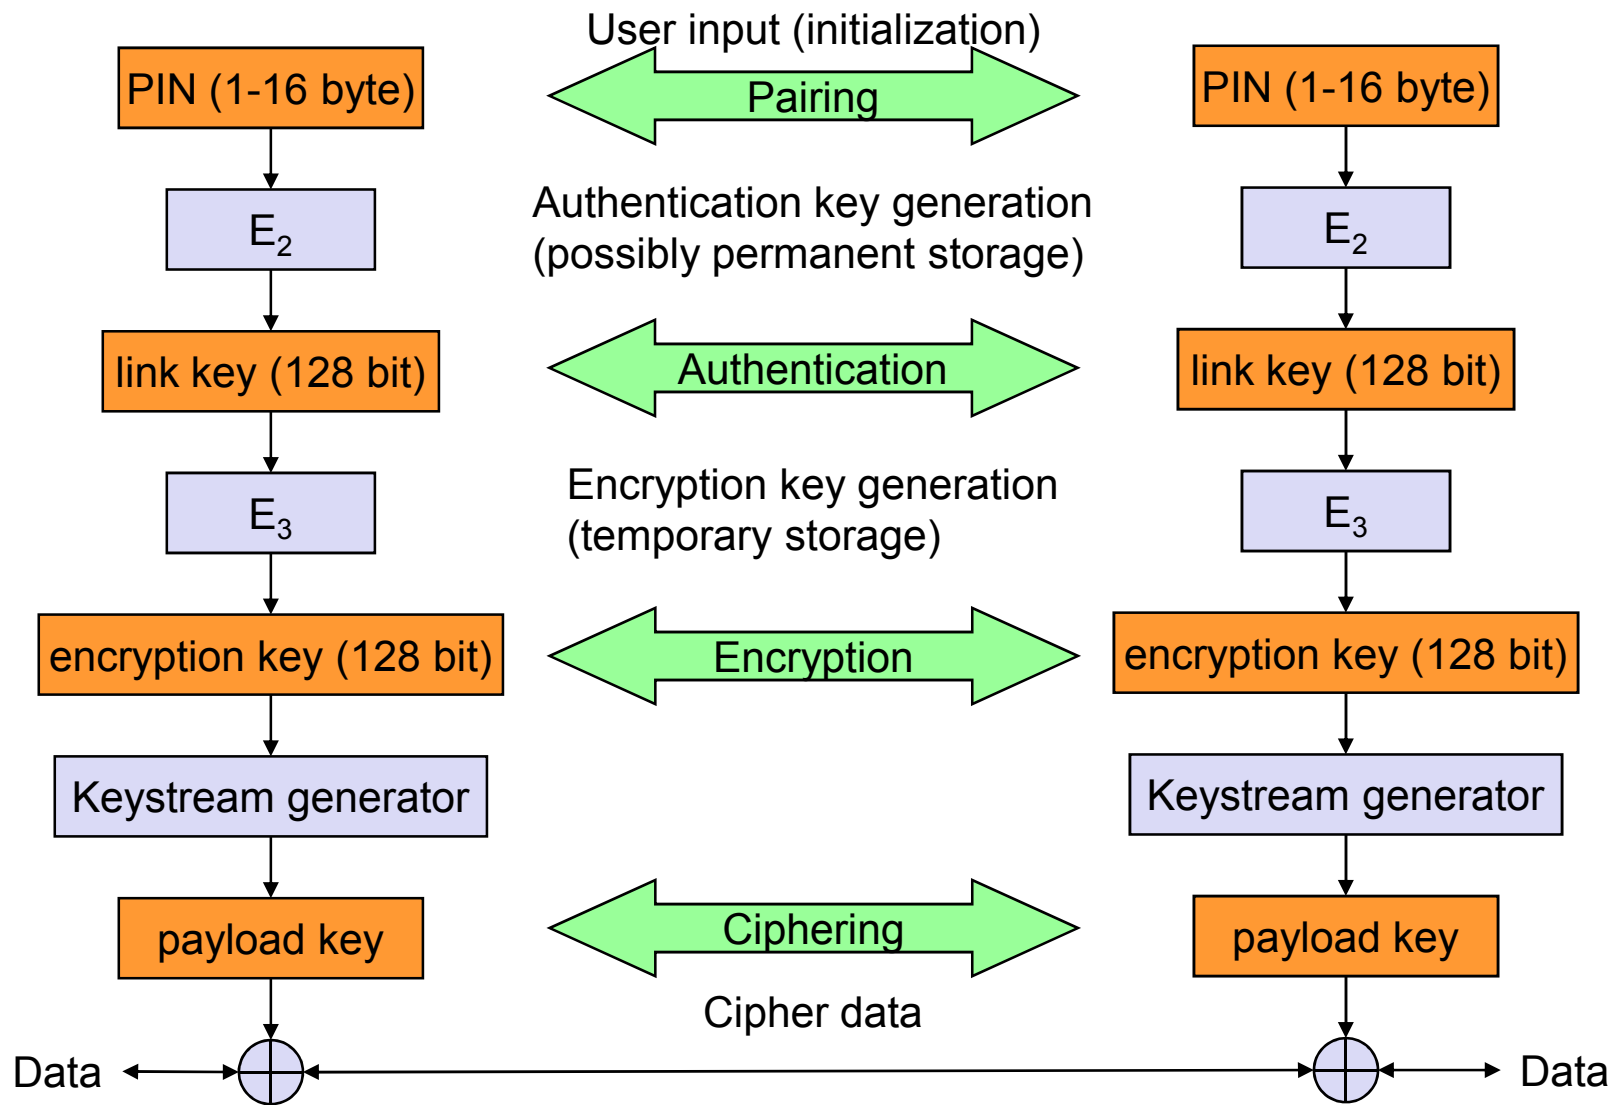 User input (initialization)
PIN (1-16 byte)
Pairing
PIN (1-16 byte)
E2
Authentication key generation
(possibly permanent storage)
E2
link key (128 bit)
Authentication
link key (128 bit)
E3
Encryption key generation
(temporary storage)
E3
encryption key (128 bit)
Encryption
encryption key (128 bit)
Keystream generator
Keystream generator
payload key
Ciphering
payload key
Cipher data
Data
Data